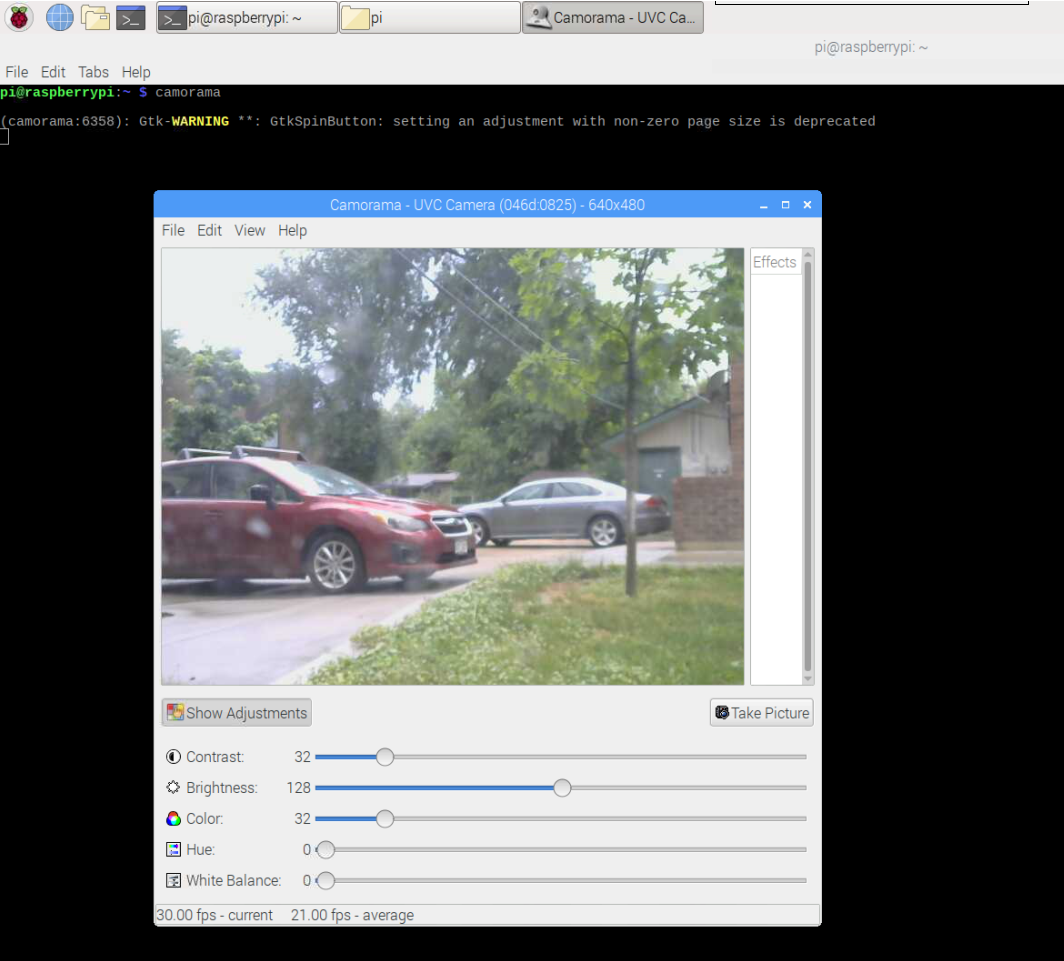 pi@raspberrypi: ~
pi
Camorama - UVC Ca...
pi@raspberrypi: ~
File Edit Tabs Help
pi@raspberrypi:~ $ camorama
(camorama:6358): Gtk-WARNING **: GtkSpinButton: setting an adjustment with non-zero page size is deprecated
Camorama - UVC Camera (046d:0825) - 640x480
File Edit View Help
Effects
Show Adjustments
Take Picture
Contrast: 32
Brightness: 128
Color: 32
Hue: 0
White Balance: 0
30.00 fps - current 21.00 fps - average